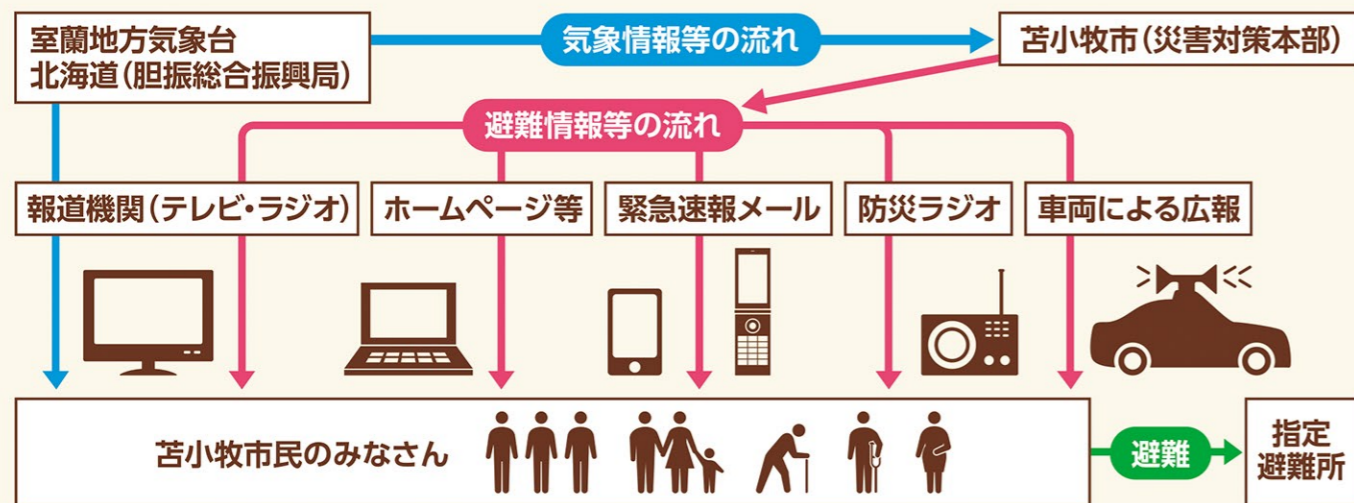 室蘭地方気象台
北海道(胆振総合振興局)
気象情報等の流れ
苫小牧市(災害対策本部)
避難情報等の流れ
報道機関(テレビ・ラジオ)
ホームページ等
緊急速報メール
防災ラジオ
車両による広報
苫小牧市民のみなさん
避難
指定
避難所